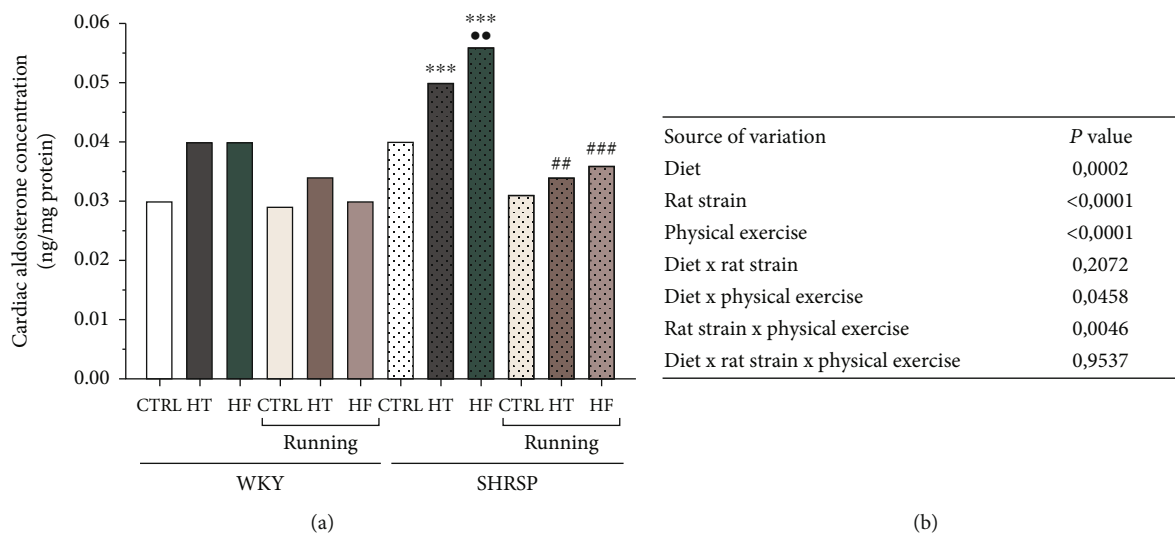 0.06
0.05
0.04
0.03
0.02
0.01
0.00
Cardiac aldosterone concentration
(ng/mg protein)
***
***
••
##
###
CTRL HT HF CTRL HT HF CTRL HT HF CTRL HT HF
Running Running
WKY SHRSP
(a)
Source of variation P value
Diet 0,0002
Rat strain <0,0001
Physical exercise <0,0001
Diet x rat strain 0,2072
Diet x physical exercise 0,0458
Rat strain x physical exercise 0,0046
Diet x rat strain x physical exercise 0,9537
(b)